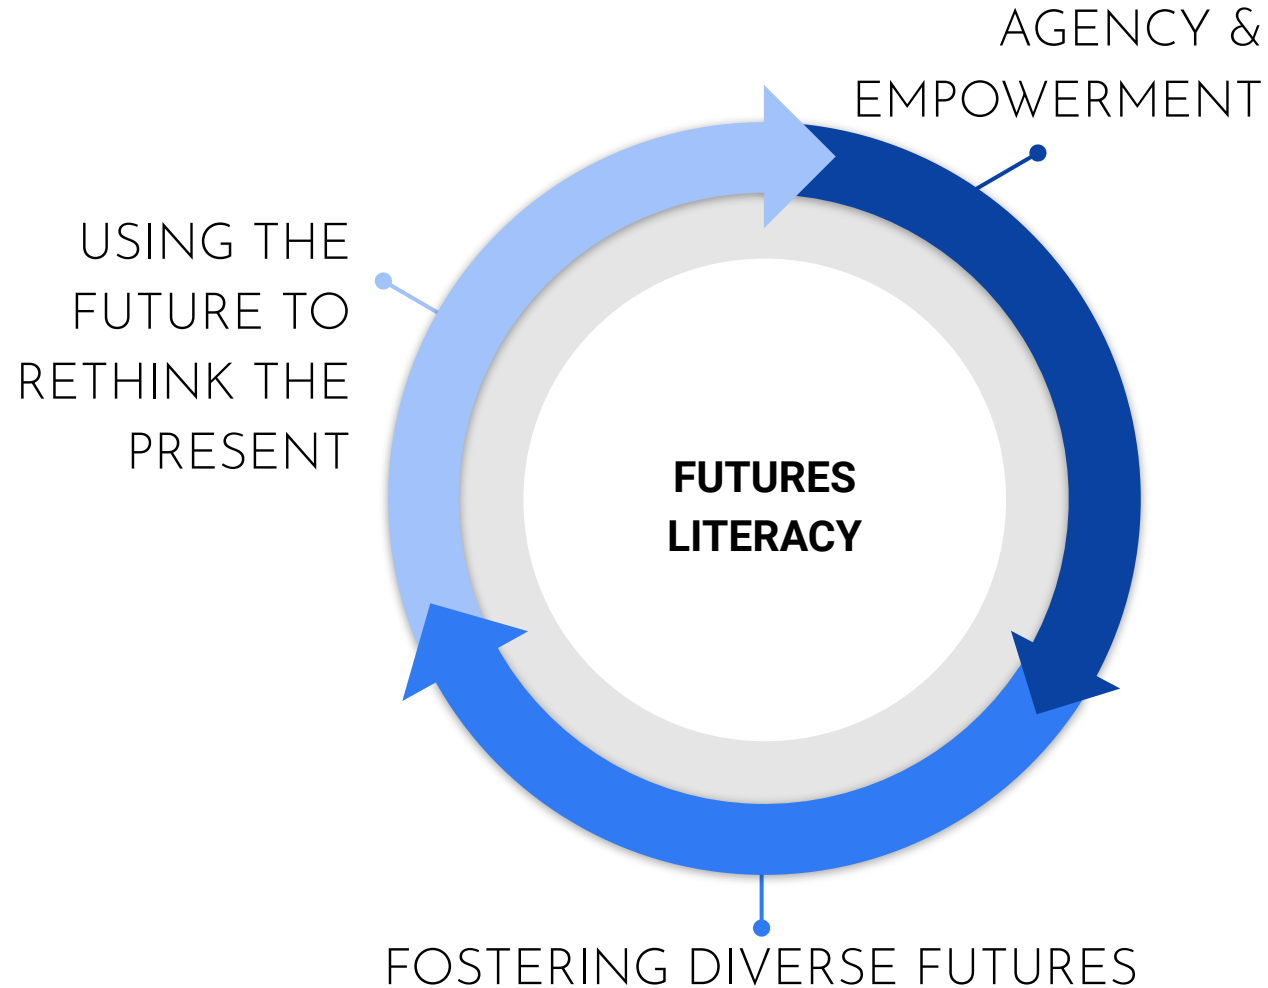 AGENCY &
EMPOWERMENT
USING THE
FUTURE TO
RETHINK THE
PRESENT
FUTURES
LITERACY
FOSTERING DIVERSE FUTURES